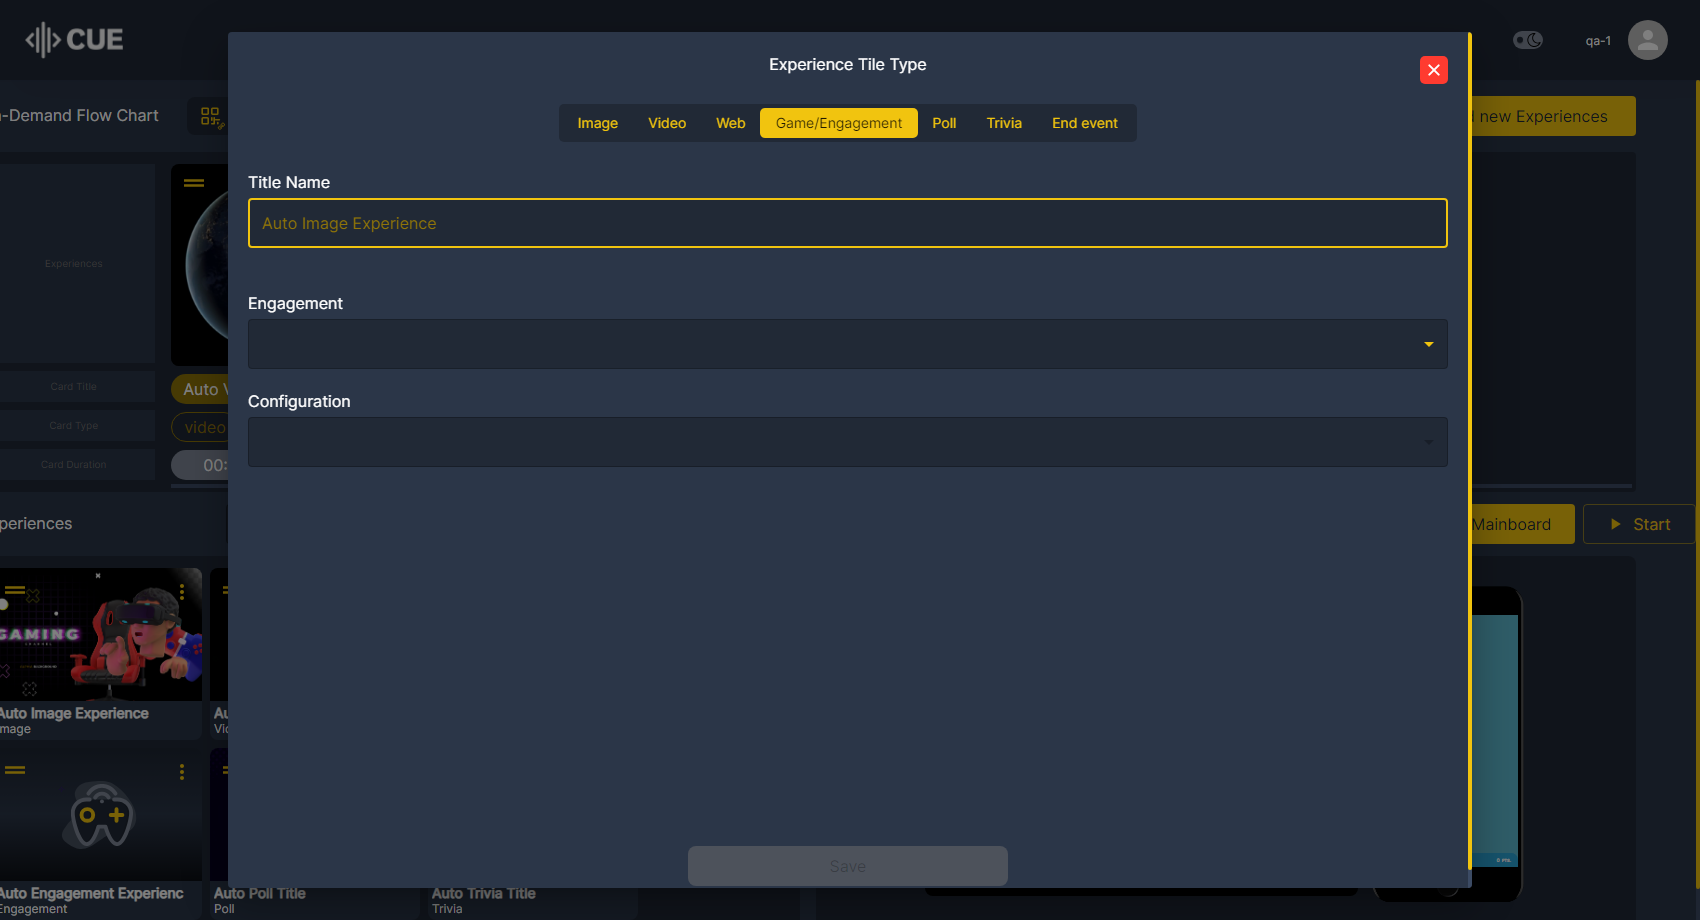 CUE
Experience Tile Type
qa-1
-Demand Flow Chart
new Experiences
Image
Video
Web
Game/Engagement
Poll
Trivia
End event
Title Name
Auto Image Experience
Experiences
Engagement
Card Title
Auto V
Configuration
Card Type
video
Card Duration
00:
periences
Mainboard
Start
GAMING
Auto Image Experience
Image
Au
Vid
Save
Auto Engagement Experienc
Engagement
Auto Poll Title
Poll
Auto Trivia Title
Trivia